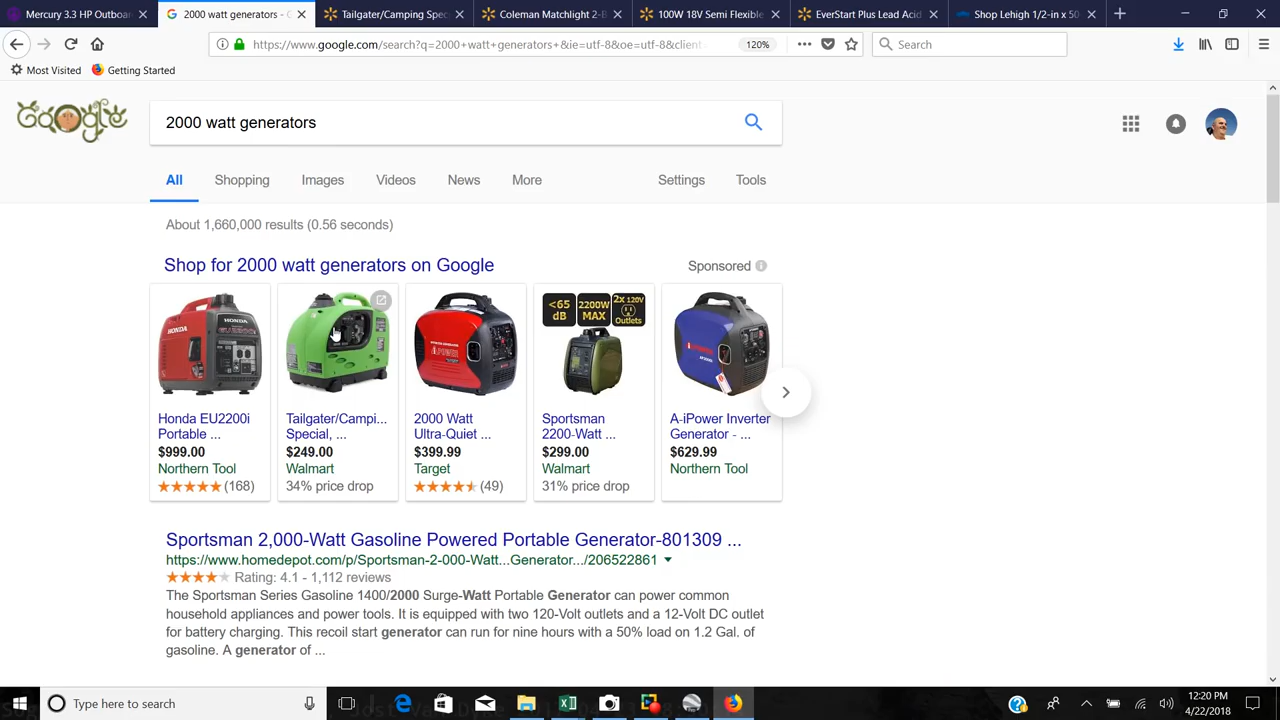 Mercury 3.3 HP Outboa
2000 watt generators - G
Tailgater/Camping Spec
Coleman Matchlight 2-B
100W 18V Semi Flexible
EverStart Plus Lead Acid
Shop Lehigh 1/2-in x 50
https://www.google.com/search?q=2000+watt+generators+&ie=utf-8&oe=utf-8&client
120%
Search
Most Visited
Getting Started
Google
2000 watt generators
All
Shopping
Images
Videos
News
More
Settings
Tools
About 1,660,000 results (0.56 seconds)
Shop for 2000 watt generators on Google
Sponsored
<65
dB
2200W
MAX
2x 120V
Outlets
HONDA
Honda EU2200i
Portable ...
$999.00
Northern Tool
(168)
Tailgater/Campi...
Special, ...
$249.00
Walmart
34% price drop
2000 Watt
Ultra-Quiet ...
$399.99
Target
(49)
Sportsman
2200-Watt ...
$299.00
Walmart
31% price drop
A-iPower Inverter
Generator - ...
$629.99
Northern Tool
Sportsman 2,000-Watt Gasoline Powered Portable Generator-801309 ...
https://www.homedepot.com/p/Sportsman-2-000-Watt...Generator.../206522861
Rating: 4.1 - 1,112 reviews
The Sportsman Series Gasoline 1400/2000 Surge-Watt Portable Generator can power common
household appliances and power tools. It is equipped with two 120-Volt outlets and a 12-Volt DC outlet
for battery charging. This recoil start generator can run for nine hours with a 50% load on 1.2 Gal. of
gasoline. A generator of ...
Type here to search
12:20 PM
4/22/2018